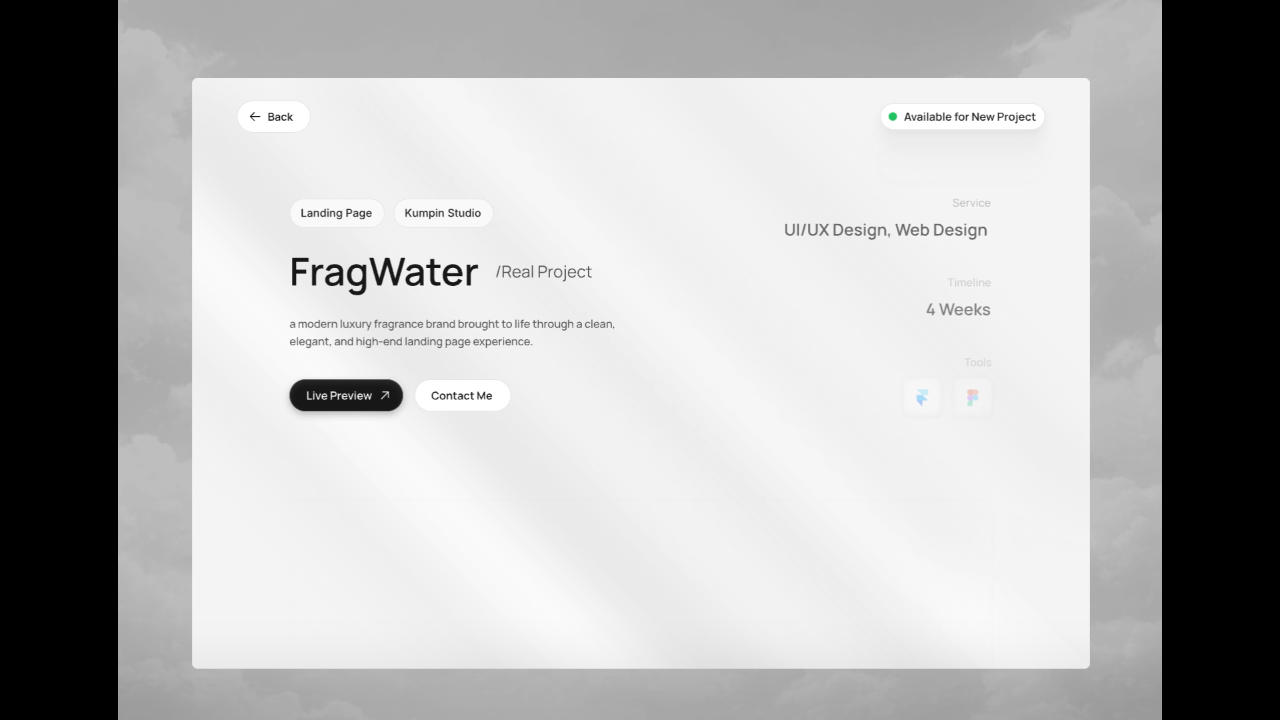 Back
Available for New Project
Landing Page
Kumpin Studio
FragWater
/Real Project
a modern luxury fragrance brand brought to life through a clean,
elegant, and high-end landing page experience.
Live Preview
Contact Me
Service
UI/UX Design, Web Design
Timeline
4 Weeks
Tools